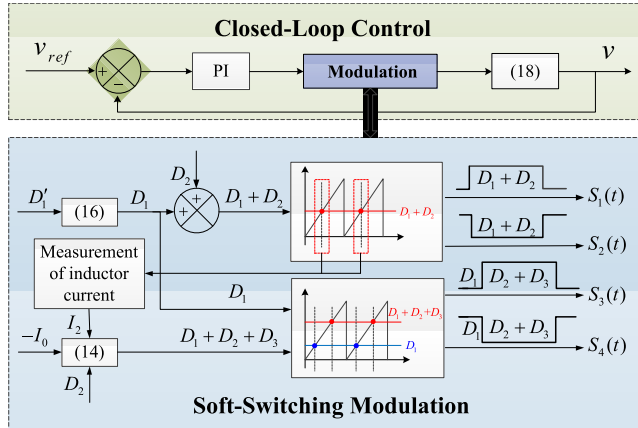 Closed-Loop Control
v_ref
+
−
PI
Modulation
(18)
v
D_2
D_1'
(16)
D_1
+
+
D_1 + D_2
D_1 + D_2
D_1 + D_2
S_1(t)
D_1 + D_2
S_2(t)
Measurement
of inductor
current
D_1
D_1 + D_2 + D_3
D_1
D_1 D_2 + D_3
S_3(t)
D_1 D_2 + D_3
S_4(t)
I_2
−I_0
(14)
D_1 + D_2 + D_3
D_2
Soft-Switching Modulation